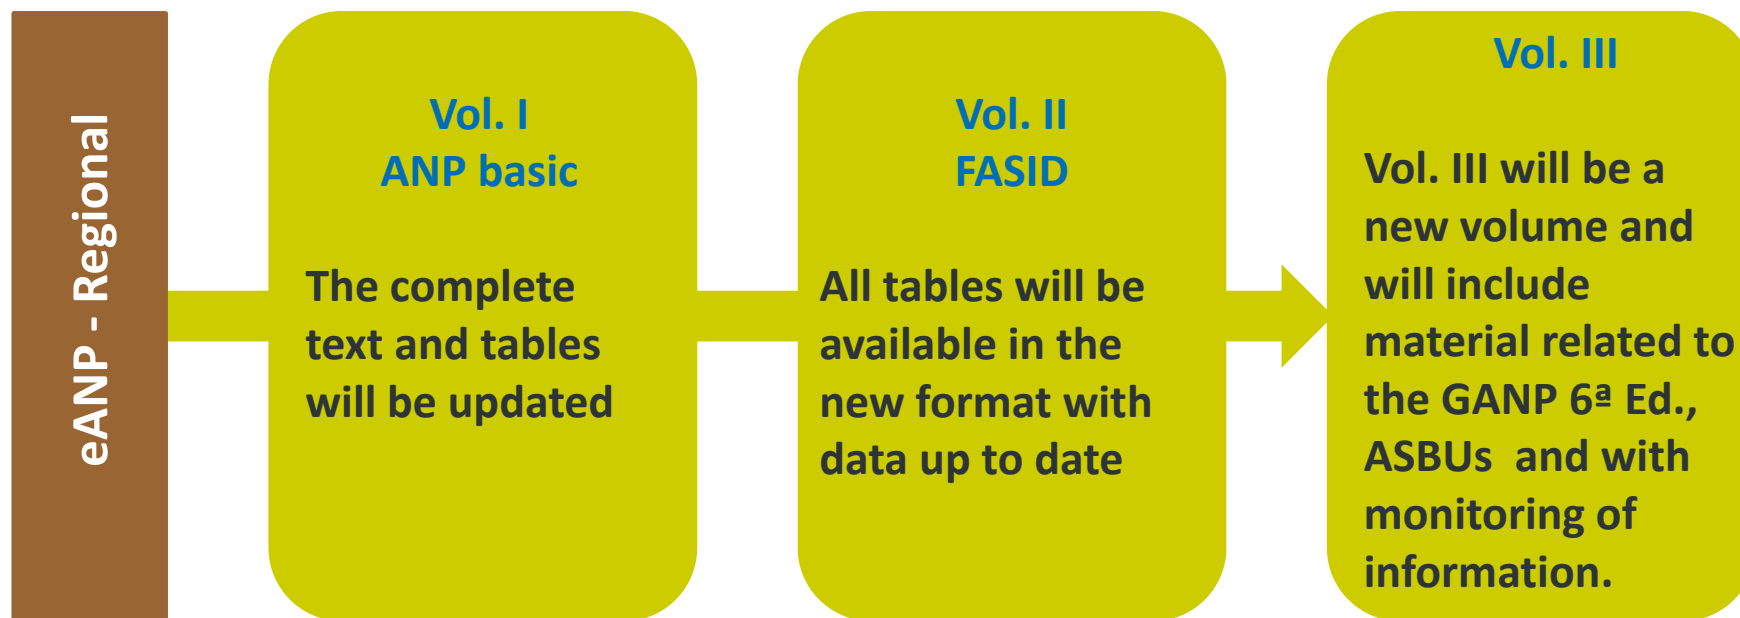 eANP - Regional
Vol. I
ANP basic
The complete
text and tables
will be updated
Vol. II
FASID
All tables will be
available in the
new format with
data up to date
Vol. III
Vol. III will be a
new volume and
will include
material related to
the GANP 6ª Ed.,
ASBUs  and with
monitoring of
information.